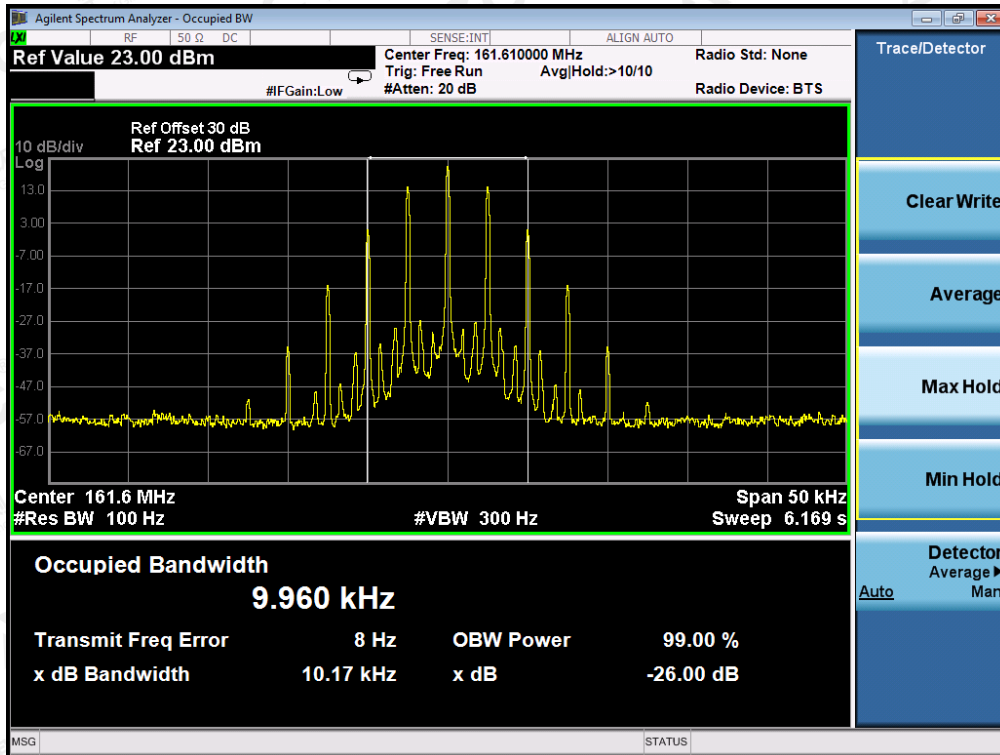 Agilent Spectrum Analyzer - Occupied BW
LXI RF 50 Ω DC SENSE:INT ALIGN AUTO
Ref Value 23.00 dBm
Center Freq: 161.610000 MHz
Radio Std: None
Trig: Free Run Avg|Hold:>10/10
#IFGain:Low
#Atten: 20 dB
Radio Device: BTS
Trace/Detector
Ref Offset 30 dB
10 dB/div Ref 23.00 dBm
Log
13.0
3.00
-7.00
-17.0
-27.0
-37.0
-47.0
-57.0
-67.0
Center 161.6 MHz Span 50 kHz
#Res BW 100 Hz #VBW 300 Hz Sweep 6.169 s
Clear Write
Average
Max Hold
Min Hold
Detector
Average
Auto Man
Occupied Bandwidth
9.960 kHz
Transmit Freq Error 8 Hz OBW Power 99.00 %
x dB Bandwidth 10.17 kHz x dB -26.00 dB
MSG STATUS